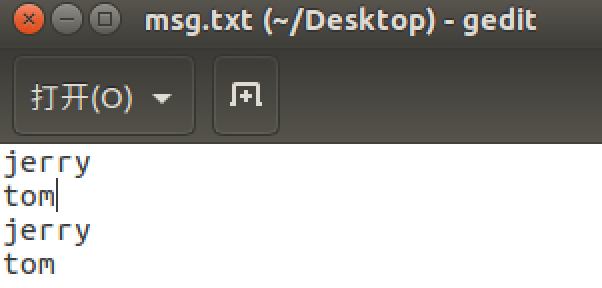 msg.txt (~/Desktop) - gedit
打开(O)
jerry
tom
jerry
tom